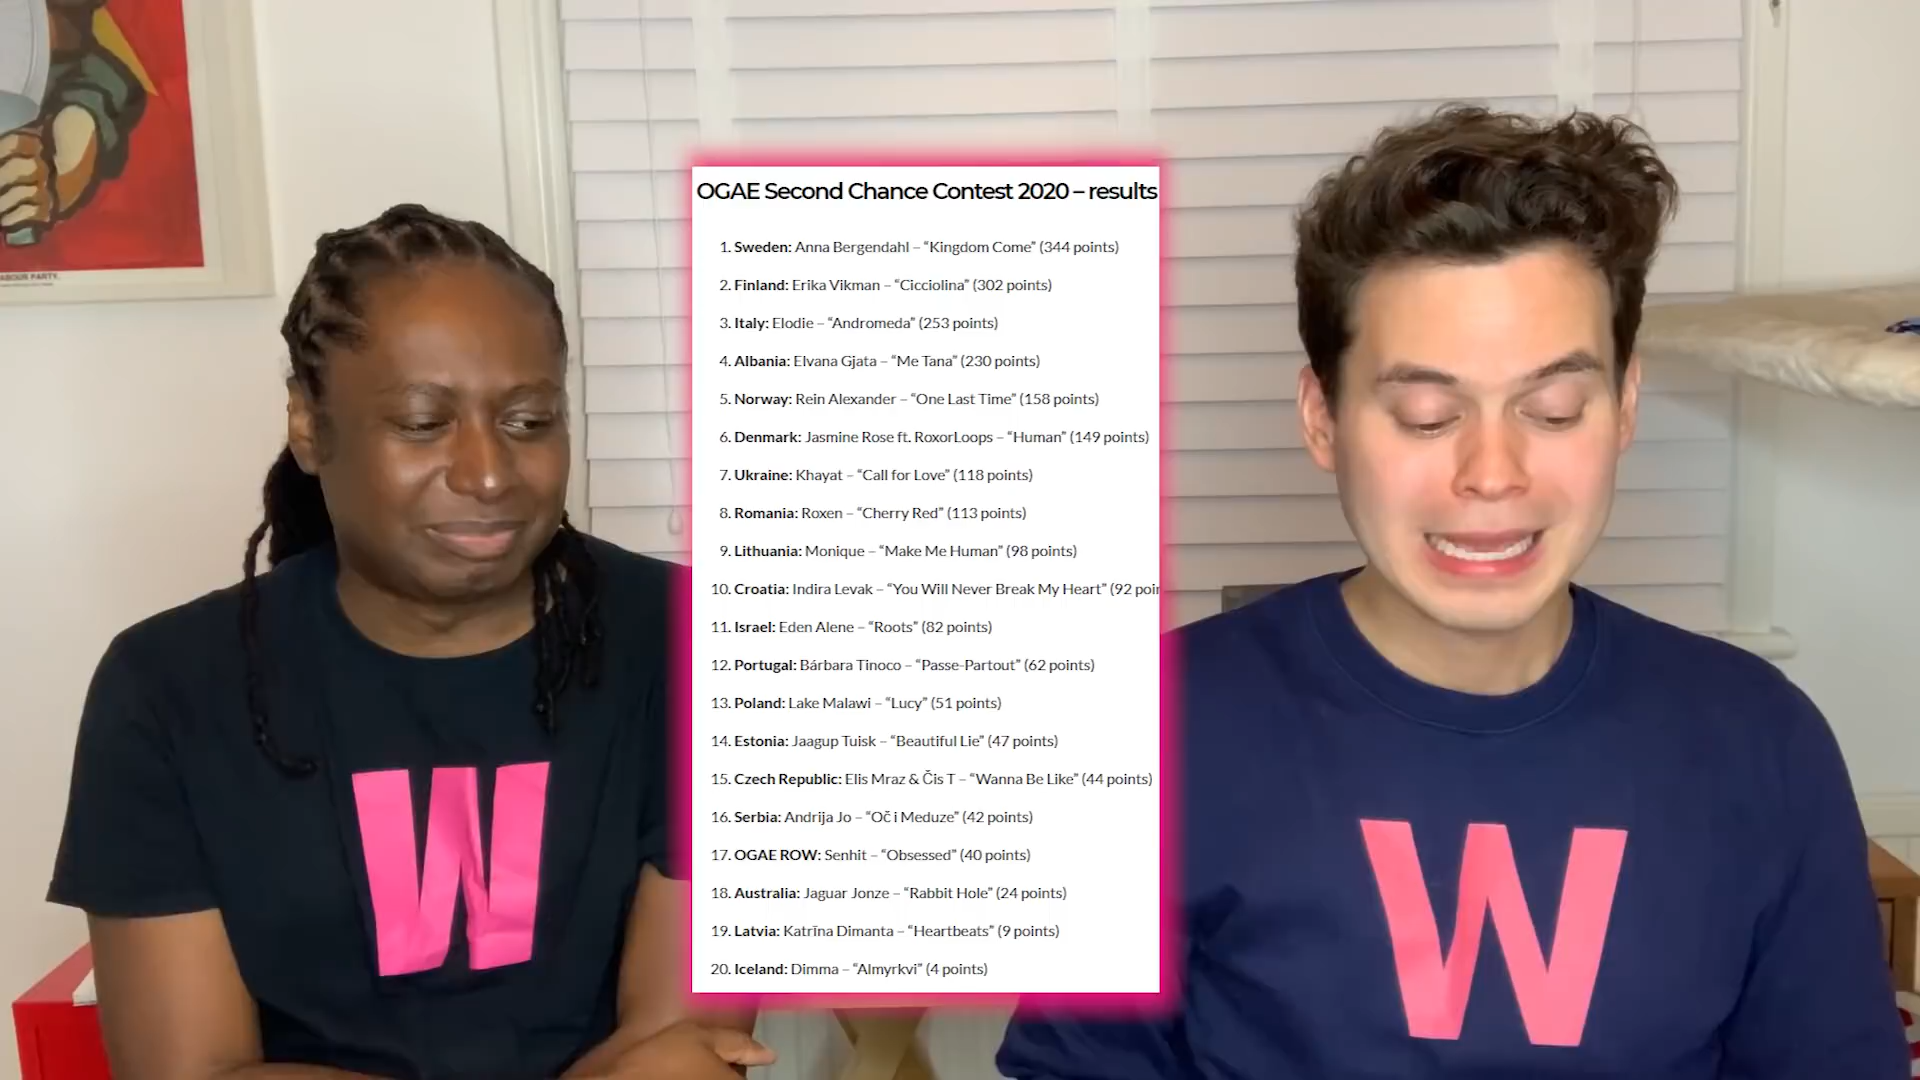 ABOUR PARTY.
OGAE Second Chance Contest 2020 – results
1. Sweden: Anna Bergendahl – “Kingdom Come” (344 points)
2. Finland: Erika Vikman – “Cicciolina” (302 points)
3. Italy: Elodie – “Andromeda” (253 points)
4. Albania: Elvana Gjata – “Me Tana” (230 points)
5. Norway: Rein Alexander – “One Last Time” (158 points)
6. Denmark: Jasmine Rose ft. RoxorLoops – “Human” (149 points)
7. Ukraine: Khayat – “Call for Love” (118 points)
8. Romania: Roxen – “Cherry Red” (113 points)
9. Lithuania: Monique – “Make Me Human” (98 points)
10. Croatia: Indira Levak – “You Will Never Break My Heart” (92 poin
11. Israel: Eden Alene – “Roots” (82 points)
12. Portugal: Bárbara Tinoco – “Passe-Partout” (62 points)
13. Poland: Lake Malawi – “Lucy” (51 points)
14. Estonia: Jaagup Tuisk – “Beautiful Lie” (47 points)
15. Czech Republic: Elis Mraz & Čis T – “Wanna Be Like” (44 points)
16. Serbia: Andrija Jo – “Oč i Meduze” (42 points)
17. OGAE ROW: Senhit – “Obsessed” (40 points)
18. Australia: Jaguar Jonze – “Rabbit Hole” (24 points)
19. Latvia: Katrīna Dimanta – “Heartbeats” (9 points)
20. Iceland: Dimma – “Almyrkvi” (4 points)
W
W